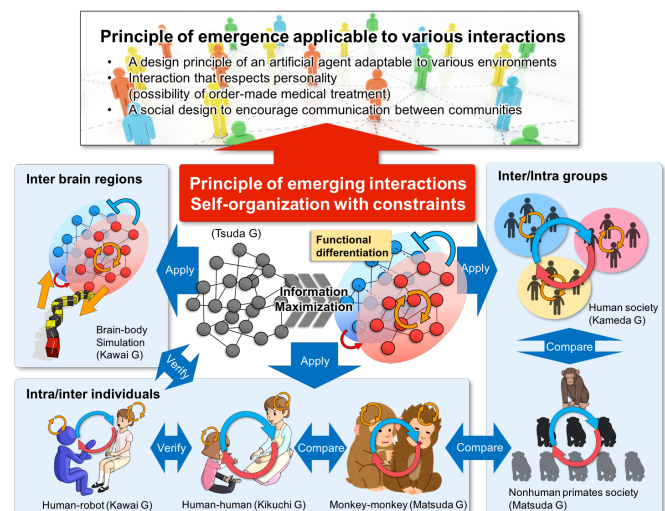 Principle of emergence applicable to various interactions
• A design principle of an artificial agent adaptable to various environments
• Interaction that respects personality
(possibility of order-made medical treatment)
• A social design to encourage communication between communities
Inter brain regions
Principle of emerging interactions
Self-organization with constraints
Inter/Intra groups
(Tsuda G)
Functional
differentiation
Apply
Information
Maximization
Apply
Brain-body
Simulation
(Kawai G)
Human society
(Kameda G)
Verify
Apply
Compare
Intra/inter individuals
Verify
Compare
Compare
Human-robot (Kawai G)
Human-human (Kikuchi G)
Monkey-monkey (Matsuda G)
Nonhuman primates society
(Matsuda G)